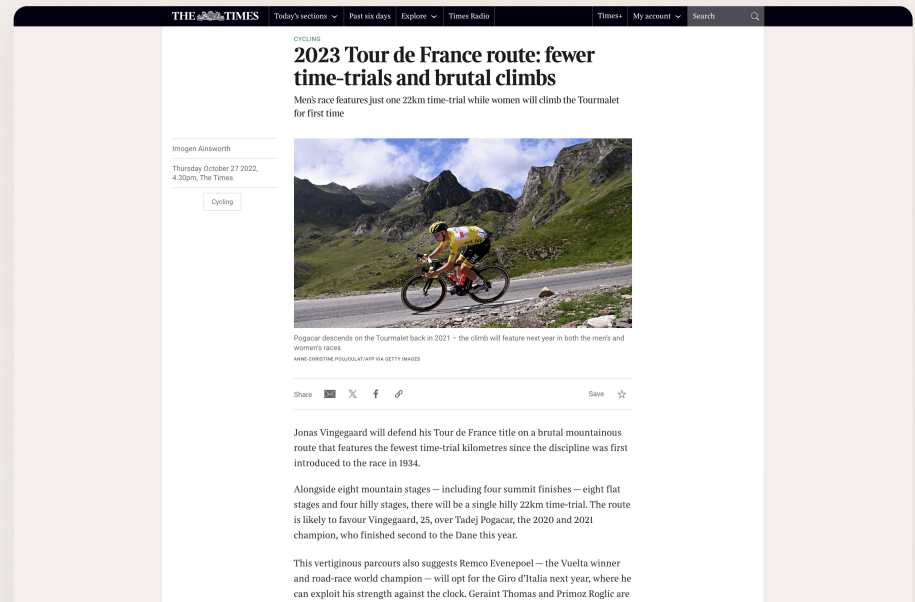 THE TIMES
Today's sections
Past six days
Explore
Times Radio
Times+
My account
Search
CYCLING
2023 Tour de France route: fewer
time-trials and brutal climbs
Men's race features just one 22km time-trial while women will climb the Tourmalet
for first time
Imogen Ainsworth
Thursday October 27 2022,
4.30pm, The Times
Cycling
Pogacar descends on the Tourmalet back in 2021 – the climb will feature next year in both the men's and
women's races
ANNE-CHRISTINE POUJOULAT/AFP VIA GETTY IMAGES
Share
Save
Jonas Vingegaard will defend his Tour de France title on a brutal mountainous
route that features the fewest time-trial kilometres since the discipline was first
introduced to the race in 1934.
Alongside eight mountain stages — including four summit finishes — eight flat
stages and four hilly stages, there will be a single hilly 22km time-trial. The route
is likely to favour Vingegaard, 25, over Tadej Pogacar, the 2020 and 2021
champion, who finished second to the Dane this year.
This vertiginous parcours also suggests Remco Evenepoel — the Vuelta winner
and road-race world champion — will opt for the Giro d'Italia next year, where he
can exploit his strength against the clock. Geraint Thomas and Primoz Roglic are